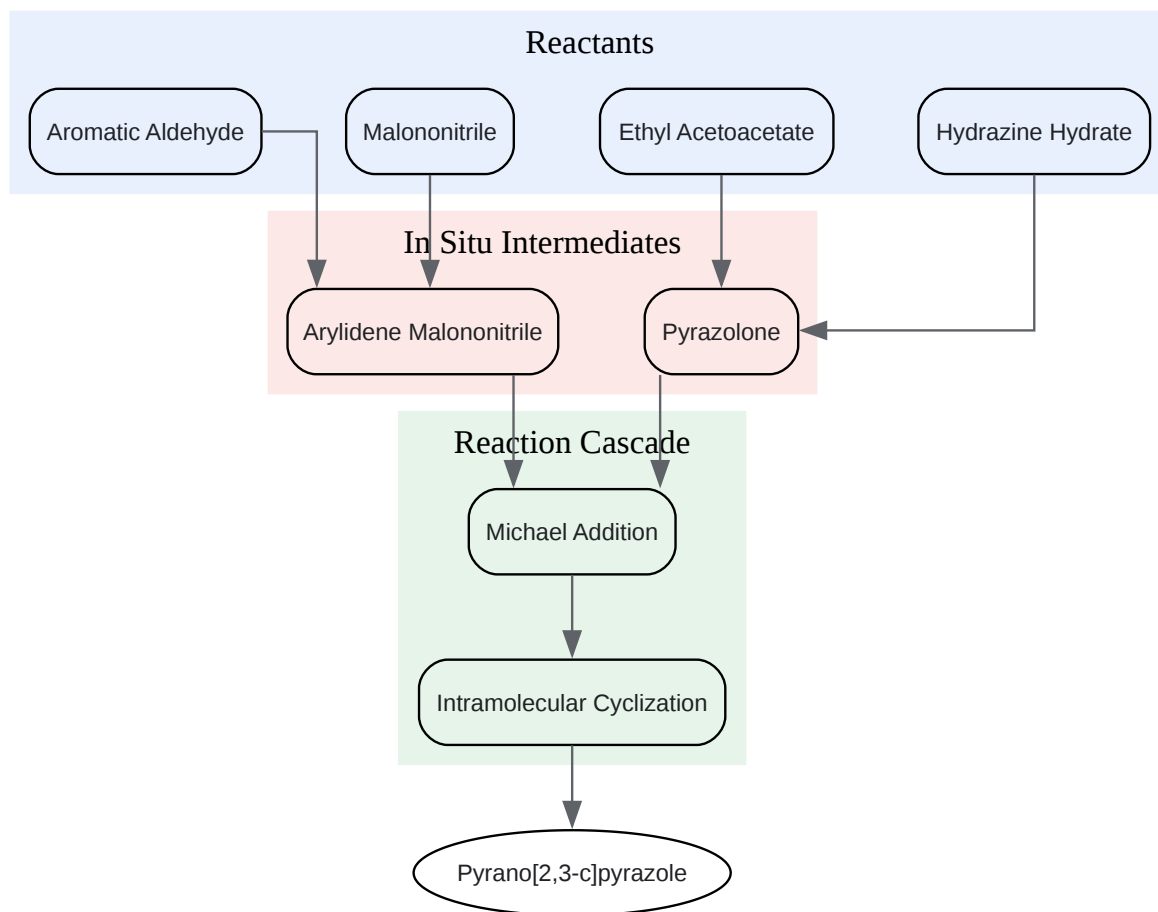 Reactants
Aromatic Aldehyde
Malononitrile
Ethyl Acetoacetate
Hydrazine Hydrate
In Situ Intermediates
Arylidene Malononitrile
Pyrazolone
Reaction Cascade
Michael Addition
Intramolecular Cyclization
Pyrano[2,3-c]pyrazole